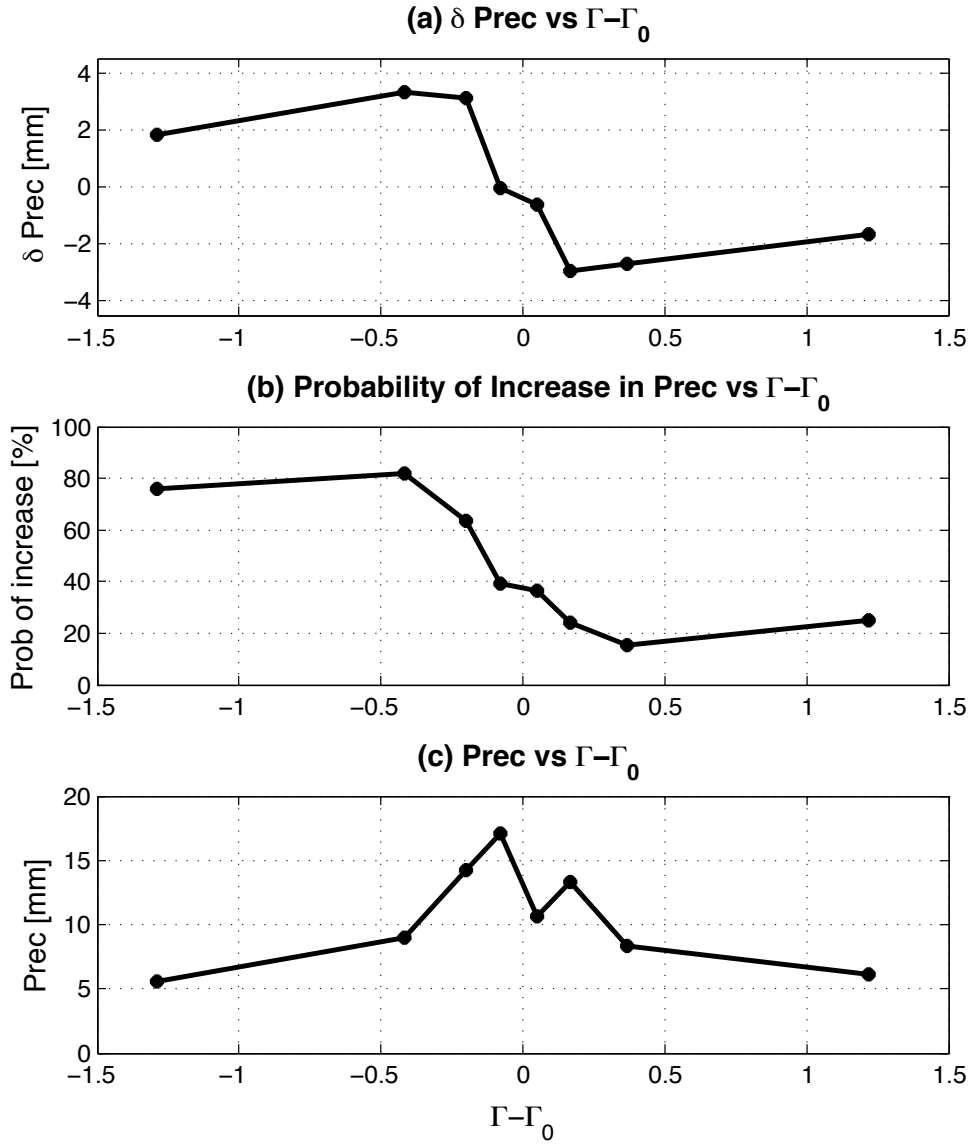 (a) δ Prec vs Γ−Γ₀
δ Prec [mm]
4
2
0
−2
−4
−1.5 −1 −0.5 0 0.5 1 1.5
(b) Probability of Increase in Prec vs Γ−Γ₀
Prob of increase [%]
100
80
60
40
20
0
−1.5 −1 −0.5 0 0.5 1 1.5
(c) Prec vs Γ−Γ₀
Prec [mm]
20
15
10
5
0
−1.5 −1 −0.5 0 0.5 1 1.5
Γ−Γ₀